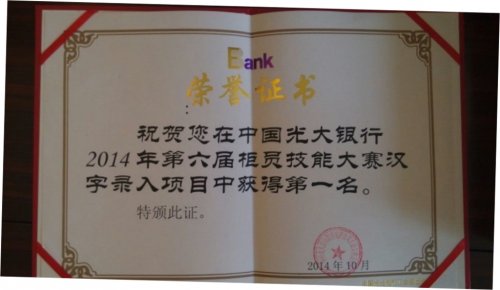 Bank
荣誉证书
祝贺您在中国光大银行
2014年第六届柜员技能大赛汉
字录入项目中获得第一名。
特颁此证。
2014年10月